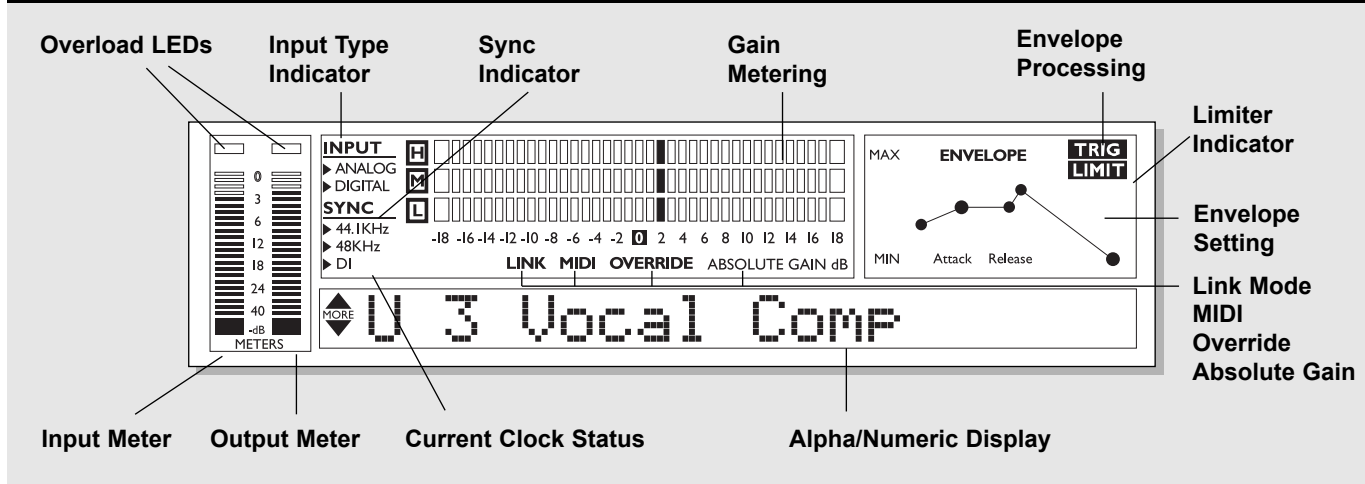 Overload LEDs
Input Type
Indicator
Sync
Indicator
Gain
Metering
Envelope
Processing
Limiter
Indicator
Envelope
Setting
Link Mode
MIDI
Override
Absolute Gain
INPUT
ANALOG
DIGITAL
SYNC
44.1KHz
48KHz
DI
H
M
L
-18 -16 -14 -12 -10 -8 -6 -4 -2 0 2 4 6 8 10 12 14 16 18
LINK MIDI OVERRIDE ABSOLUTE GAIN dB
MAX ENVELOPE TRIG
LIMIT
MIN Attack Release
0
3
6
12
18
24
40
-dB
METERS
MORE
U 3 Vocal Comp
Input Meter Output Meter Current Clock Status Alpha/Numeric Display